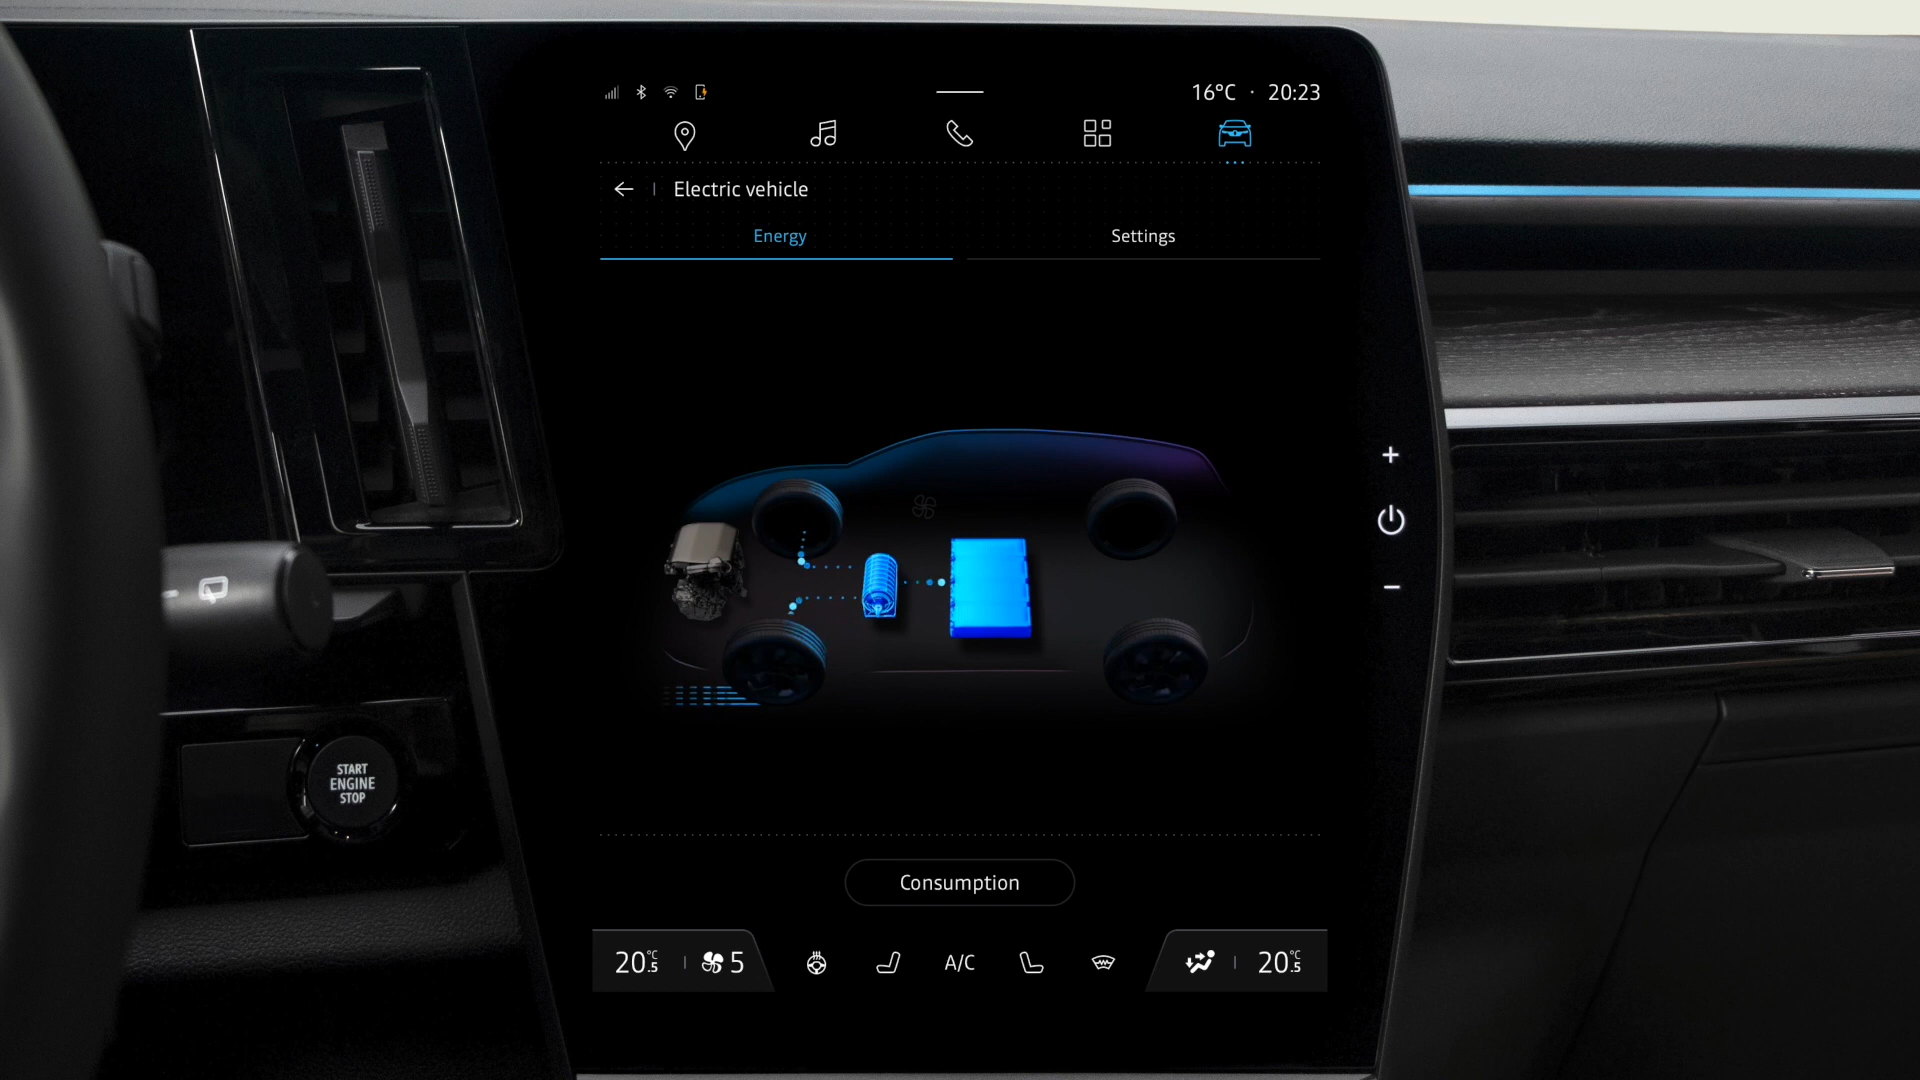 16°C · 20:23
Electric vehicle
Energy
Settings
START
ENGINE
STOP
Consumption
20.5°C
5
A/C
20.5°C